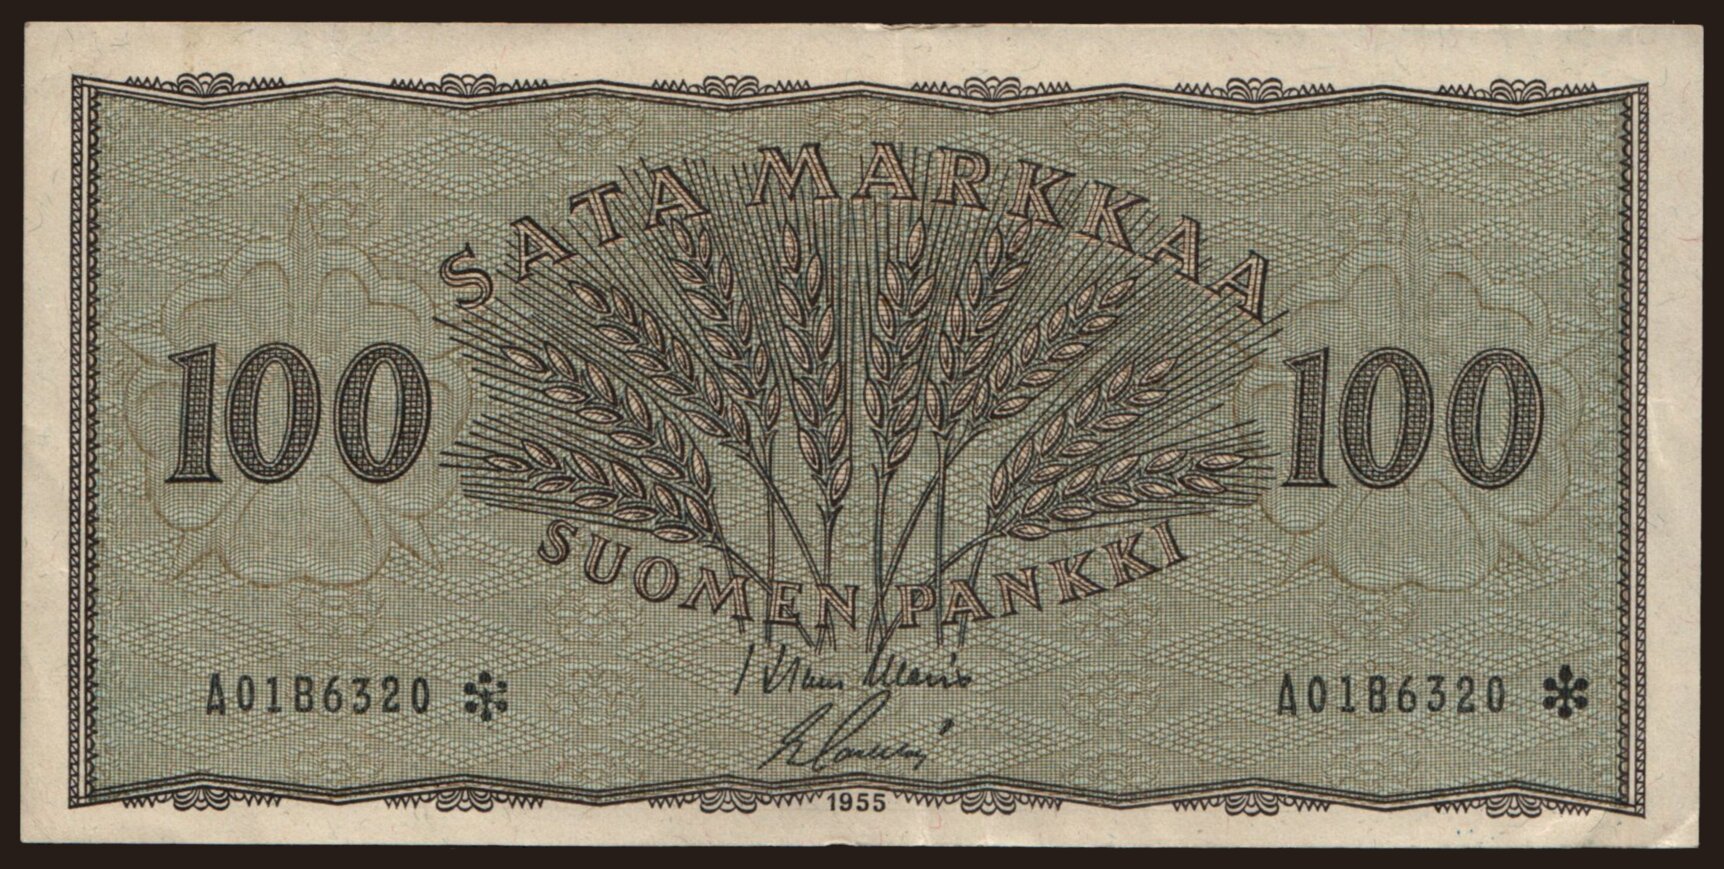 SATA MARKKAA
100 100
SUOMEN PANKKI
A0186320 * A0186320 *
1955